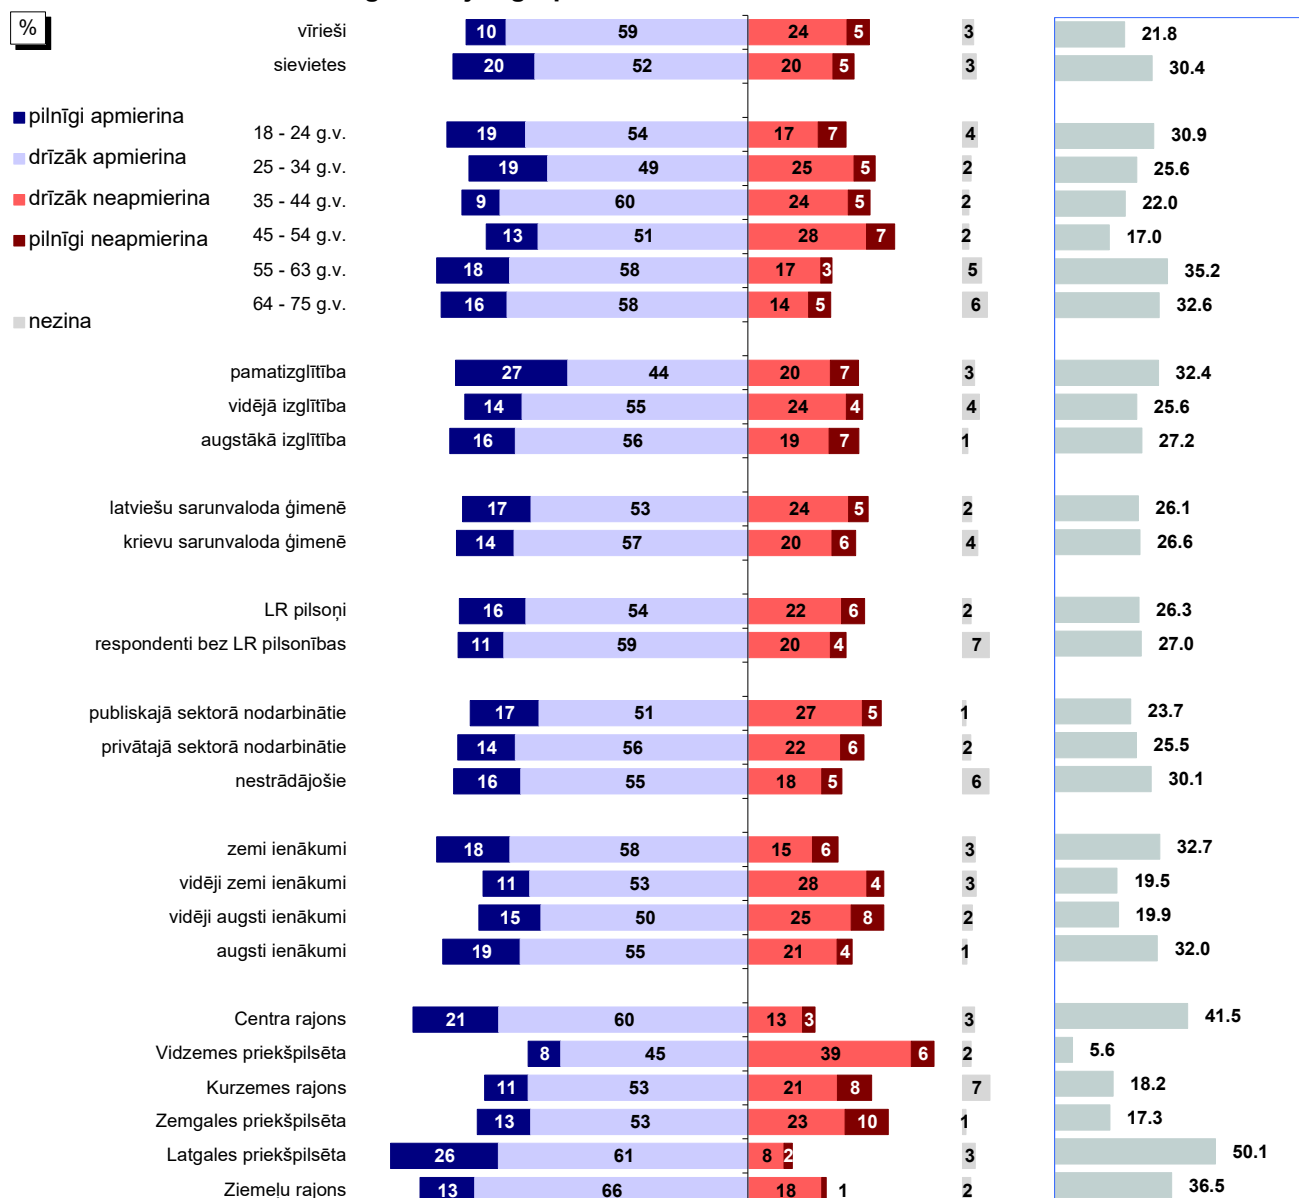 %
pilnīgi apmierina
drīzāk apmierina
drīzāk neapmierina
pilnīgi neapmierina
nezina
vīrieši 10 59 24 5 3 21.8
sievietes 20 52 20 5 3 30.4
18 - 24 g.v. 19 54 17 7 4 30.9
25 - 34 g.v. 19 49 25 5 2 25.6
35 - 44 g.v. 9 60 24 5 2 22.0
45 - 54 g.v. 13 51 28 7 2 17.0
55 - 63 g.v. 18 58 17 3 5 35.2
64 - 75 g.v. 16 58 14 5 6 32.6
pamatizglītība 27 44 20 7 3 32.4
vidējā izglītība 14 55 24 4 4 25.6
augstākā izglītība 16 56 19 7 1 27.2
latviešu sarunvaloda ģimenē 17 53 24 5 2 26.1
krievu sarunvaloda ģimenē 14 57 20 6 4 26.6
LR pilsoņi 16 54 22 6 2 26.3
respondenti bez LR pilsonības 11 59 20 4 7 27.0
publiskajā sektorā nodarbinātie 17 51 27 5 1 23.7
privātajā sektorā nodarbinātie 14 56 22 6 2 25.5
nestrādājošie 16 55 18 5 6 30.1
zemi ienākumi 18 58 15 6 3 32.7
vidēji zemi ienākumi 11 53 28 4 3 19.5
vidēji augsti ienākumi 15 50 25 8 2 19.9
augsti ienākumi 19 55 21 4 1 32.0
Centra rajons 21 60 13 3 3 41.5
Vidzemes priekšpilsēta 8 45 39 6 2 5.6
Kurzemes rajons 11 53 21 8 7 18.2
Zemgales priekšpilsēta 13 53 23 10 1 17.3
Latgales priekšpilsēta 26 61 8 2 3 50.1
Ziemeļu rajons 13 66 18 1 2 36.5